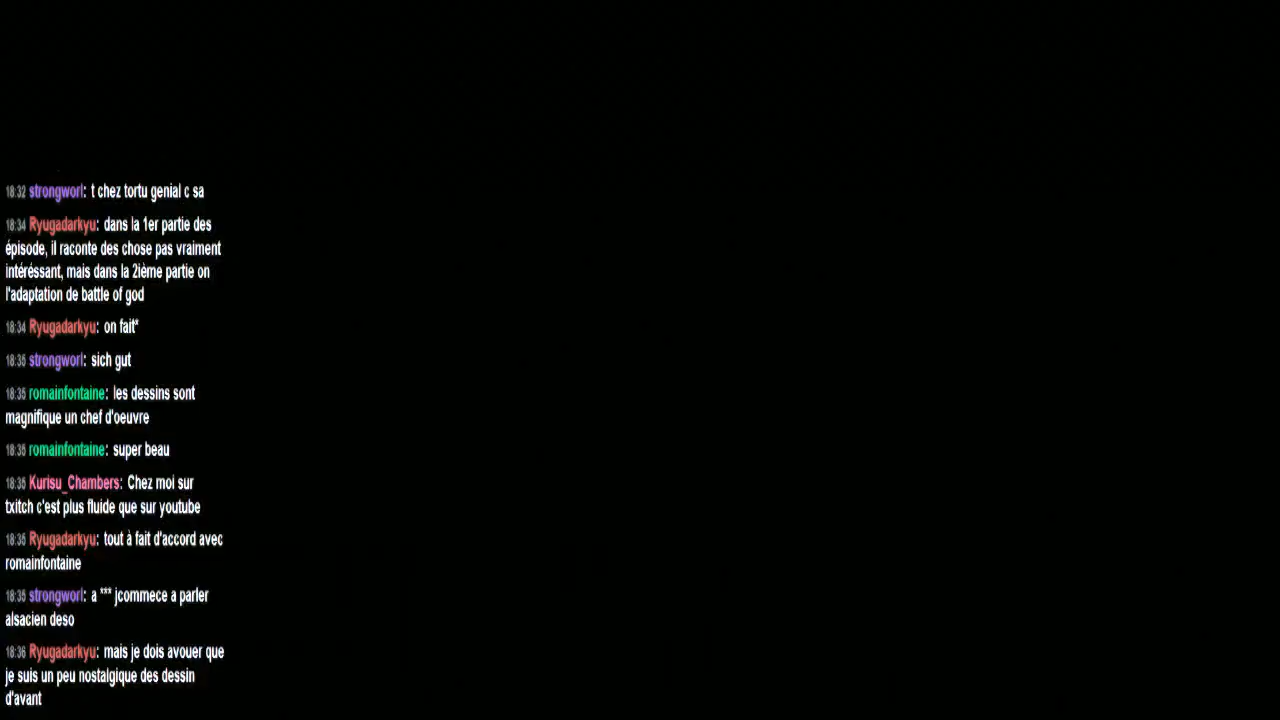 18:32 strongworl: t chez tortu genial c sa
18:34 Ryugadarkyu: dans la 1er partie des
épisode, il raconte des chose pas vraiment
intéréssant, mais dans la 2ième partie on
l'adaptation de battle of god
18:34 Ryugadarkyu: on fait*
18:35 strongworl: sich gut
18:35 romainfontaine: les dessins sont
magnifique un chef d'oeuvre
18:35 romainfontaine: super beau
18:35 Kurisu_Chambers: Chez moi sur
txitch c'est plus fluide que sur youtube
18:35 Ryugadarkyu: tout à fait d'accord avec
romainfontaine
18:35 strongworl: a *** jcommece a parler
alsacien deso
18:36 Ryugadarkyu: mais je dois avouer que
je suis un peu nostalgique des dessin
d'avant